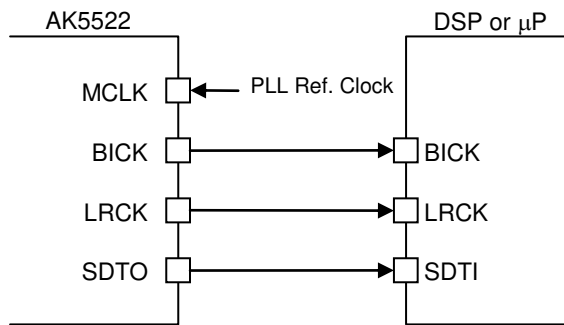 AK5522
DSP or μP
MCLK
PLL Ref. Clock
BICK
BICK
LRCK
LRCK
SDTO
SDTI